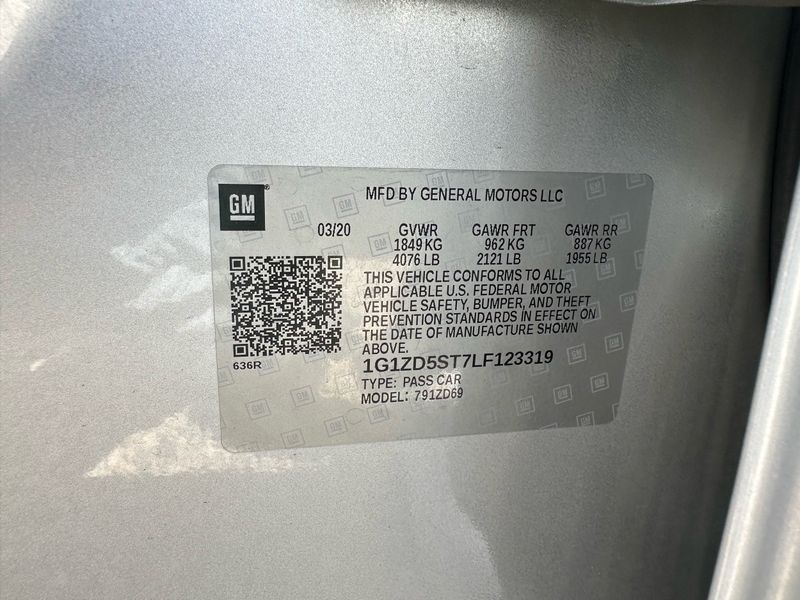 GM
MFD BY GENERAL MOTORS LLC
03/20 GVWR GAWR FRT GAWR RR
1849 KG 962 KG 887 KG
4076 LB 2121 LB 1955 LB
THIS VEHICLE CONFORMS TO ALL
APPLICABLE U.S. FEDERAL MOTOR
VEHICLE SAFETY, BUMPER, AND THEFT
PREVENTION STANDARDS IN EFFECT ON
THE DATE OF MANUFACTURE SHOWN
ABOVE.
636R
1G1ZD5ST7LF123319
TYPE: PASS CAR
MODEL: 791ZD69